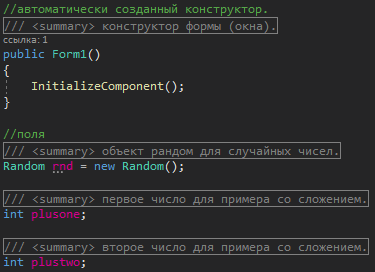 //автоматически созданный конструктор.
/// <summary> конструктор формы (окна).
ссылка: 1
public Form1()
{
InitializeComponent();
}
//поля
/// <summary> объект рандом для случайных чисел.
Random rnd = new Random();
/// <summary> первое число для примера со сложением.
int plusone;
/// <summary> второе число для примера со сложением.
int plustwo;